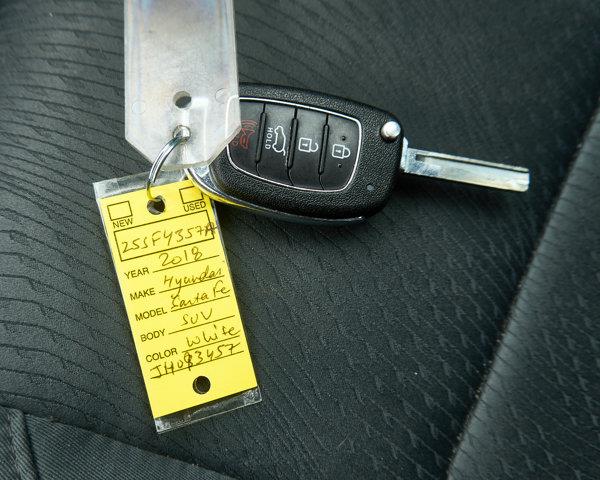 HOLD
NEW USED
25SF4357A
YEAR 2018
MAKE Hyundai
MODEL Santa Fe
BODY SUV
COLOR White
JH083457